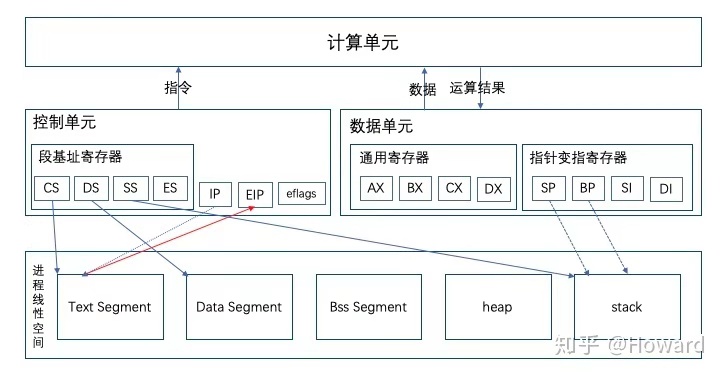 计算单元
指令
数据
运算结果
控制单元
段基址寄存器
CS
DS
SS
ES
IP
EIP
eflags
数据单元
通用寄存器
AX
BX
CX
DX
指针变指寄存器
SP
BP
SI
DI
进程线性空间
Text Segment
Data Segment
Bss Segment
heap
stack
知乎 @Howard